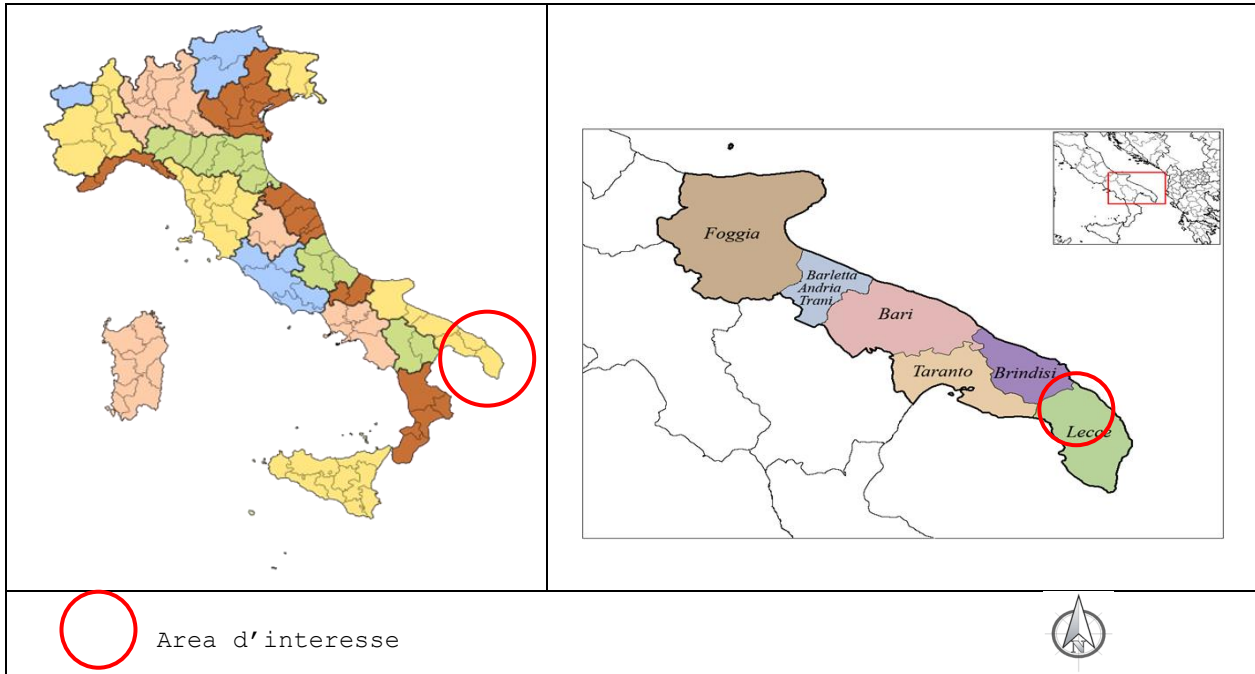 Foggia
Barletta
Andria
Trani
Bari
Taranto
Brindisi
Lecce
Area d’interesse
N